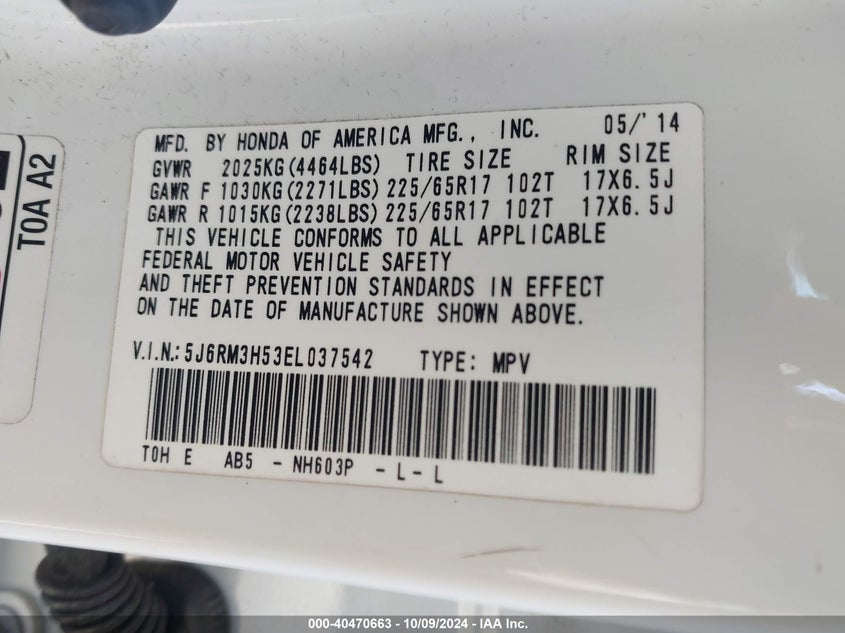 MFD. BY HONDA OF AMERICA MFG., INC. 05/'14
GVWR 2025KG(4464LBS) TIRE SIZE RIM SIZE
GAWR F 1030KG(2271LBS) 225/65R17 102T 17X6.5J
GAWR R 1015KG(2238LBS) 225/65R17 102T 17X6.5J
THIS VEHICLE CONFORMS TO ALL APPLICABLE
FEDERAL MOTOR VEHICLE SAFETY
AND THEFT PREVENTION STANDARDS IN EFFECT
ON THE DATE OF MANUFACTURE SHOWN ABOVE.
V.I.N.: 5J6RM3H53EL037542 TYPE: MPV
T0H E AB5 - NH603P - L - L
T0A A2
000-40470663 - 10/09/2024 - IAA Inc.